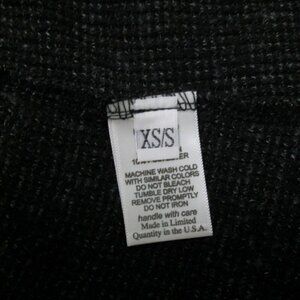 XS/S
MACHINE WASH COLD
WITH SIMILAR COLORS
DO NOT BLEACH
TUMBLE DRY LOW
REMOVE PROMPTLY
DO NOT IRON
handle with care
Made in Limited
Quantity in the U.S.A.